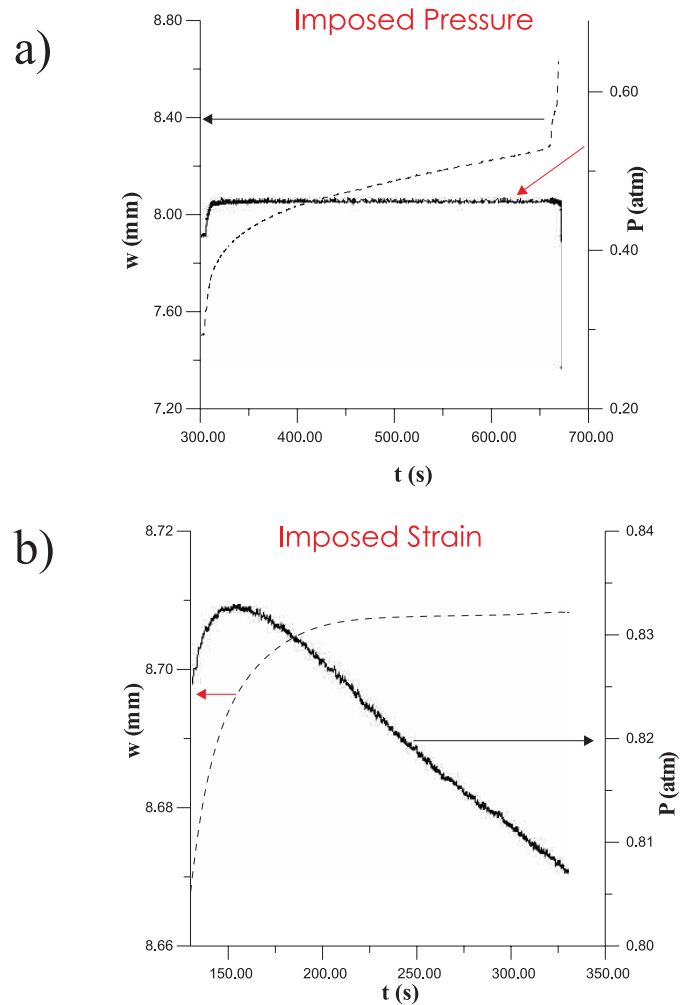 a)
Imposed Pressure
8.80
8.40
8.00
7.60
7.20
w (mm)
0.60
0.40
0.20
P (atm)
300.00 400.00 500.00 600.00 700.00
t (s)
b)
Imposed Strain
8.72
8.70
8.68
8.66
w (mm)
0.84
0.83
0.82
0.81
0.80
P (atm)
150.00 200.00 250.00 300.00 350.00
t (s)